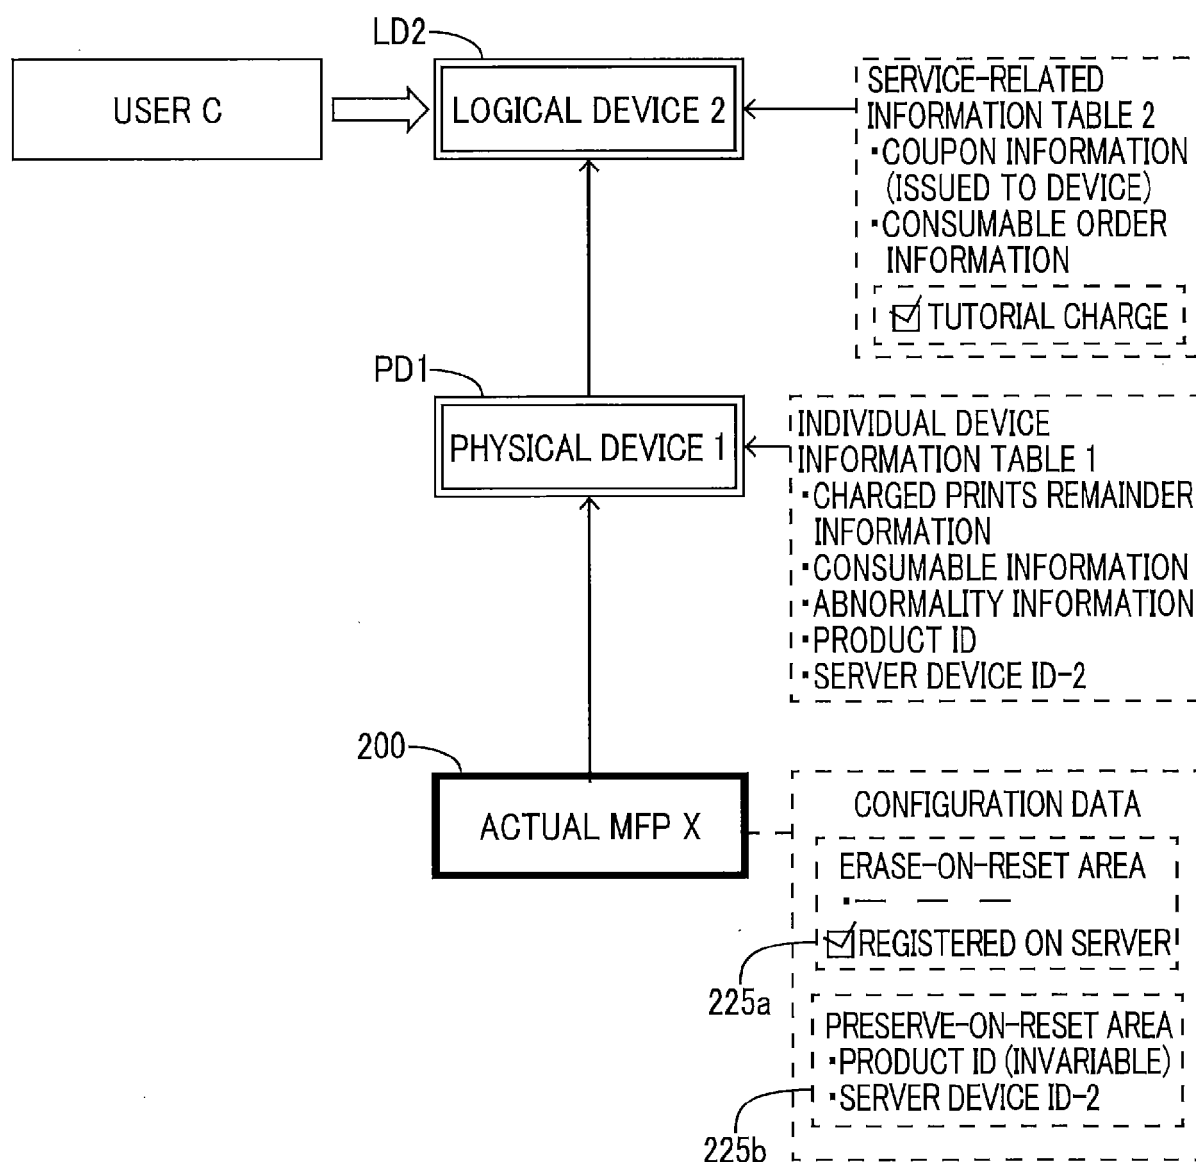 LD2
USER C
LOGICAL DEVICE 2
SERVICE-RELATED
INFORMATION TABLE 2
・COUPON INFORMATION
(ISSUED TO DEVICE)
・CONSUMABLE ORDER
INFORMATION
☑ TUTORIAL CHARGE
PD1
PHYSICAL DEVICE 1
INDIVIDUAL DEVICE
INFORMATION TABLE 1
・CHARGED PRINTS REMAINDER
INFORMATION
・CONSUMABLE INFORMATION
・ABNORMALITY INFORMATION
・PRODUCT ID
・SERVER DEVICE ID-2
200
ACTUAL MFP X
CONFIGURATION DATA
ERASE-ON-RESET AREA
・— — —
☑ REGISTERED ON SERVER
225a
PRESERVE-ON-RESET AREA
・PRODUCT ID (INVARIABLE)
・SERVER DEVICE ID-2
225b